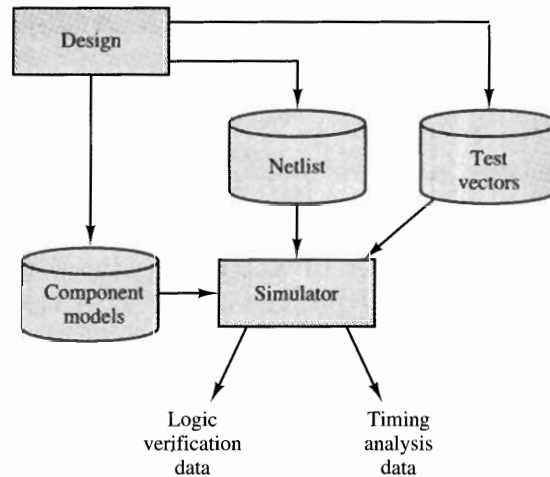 Design
Netlist
Test
vectors
Component
models
Simulator
Logic
verification
data
Timing
analysis
data